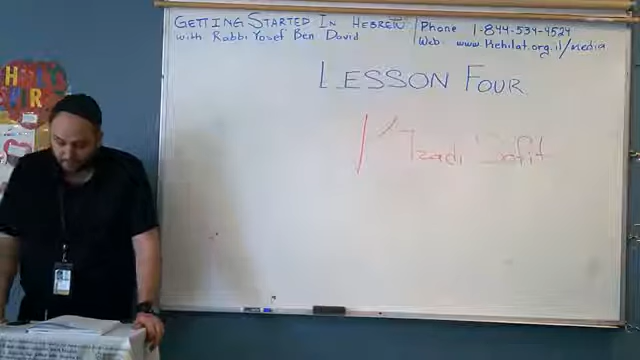 GETTING STARTED IN HEBREW
with Rabbi Yosef Ben David
Phone 1-844-534-4524
Web: www.Kehilat.org.il/media
LESSON FOUR
ץ Tzadi Sofit